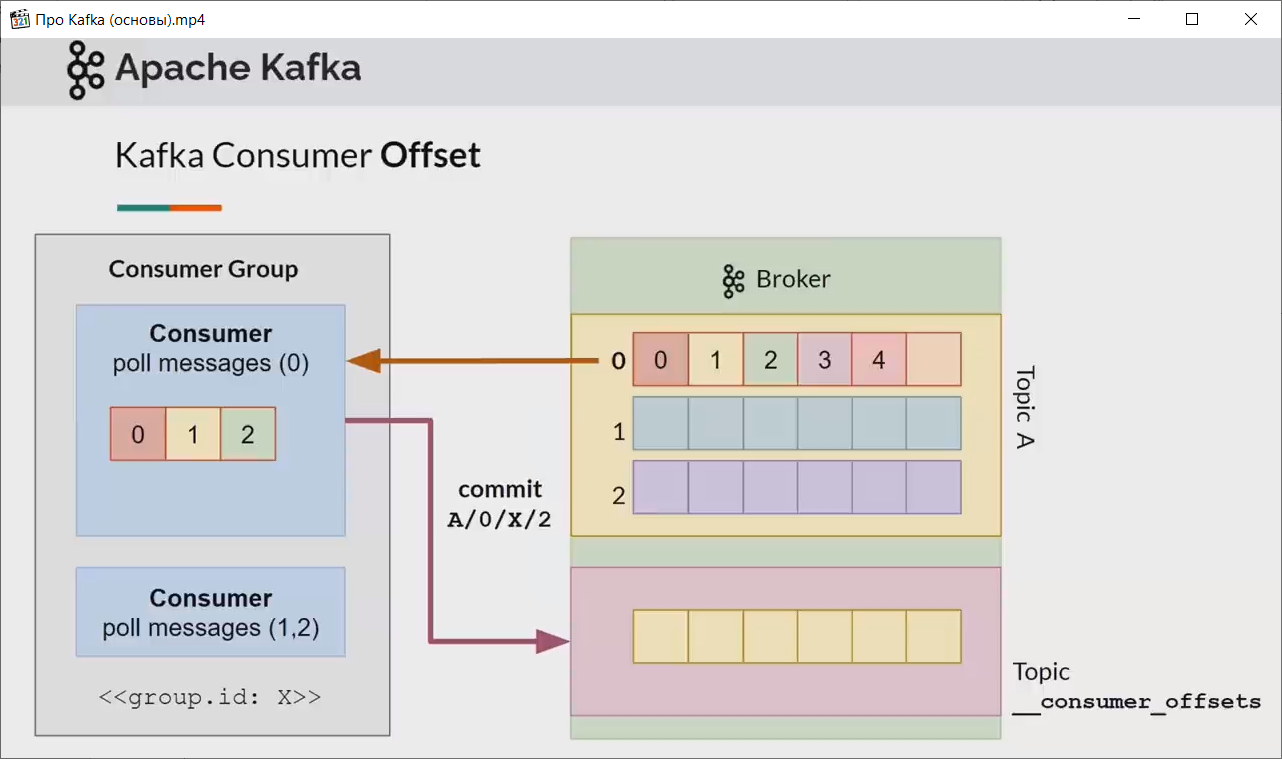 Про Kafka (основы).mp4
Apache Kafka
Kafka Consumer Offset
Consumer Group
Consumer
poll messages (0)
0 1 2
Consumer
poll messages (1,2)
<<group.id: X>>
commit
A/0/X/2
Broker
0 0 1 2 3 4
1
2
Topic A
Topic
__consumer_offsets